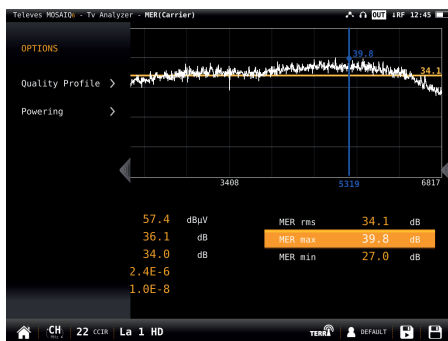 Televes MOSAIQ6 - Tv Analyzer - MER(Carrier) OUT RF 12:45
OPTIONS
39.8
34.1
Quality Profile >
Powering >
3408 5319 6817
57.4 dBµV MER rms 34.1 dB
36.1 dB MER max 39.8 dB
34.0 dB MER min 27.0 dB
2.4E-6
1.0E-8
CH 22 CCIR La 1 HD TERR DEFAULT